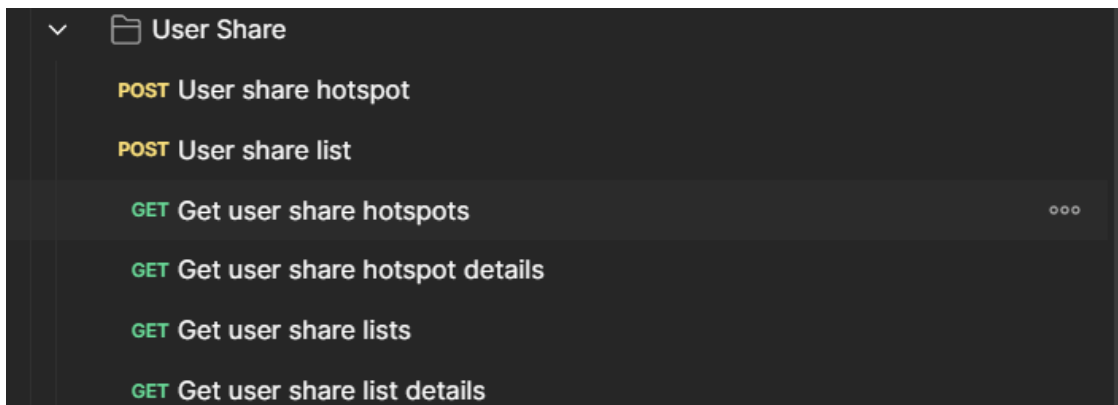 User Share
POST User share hotspot
POST User share list
GET Get user share hotspots
GET Get user share hotspot details
GET Get user share lists
GET Get user share list details